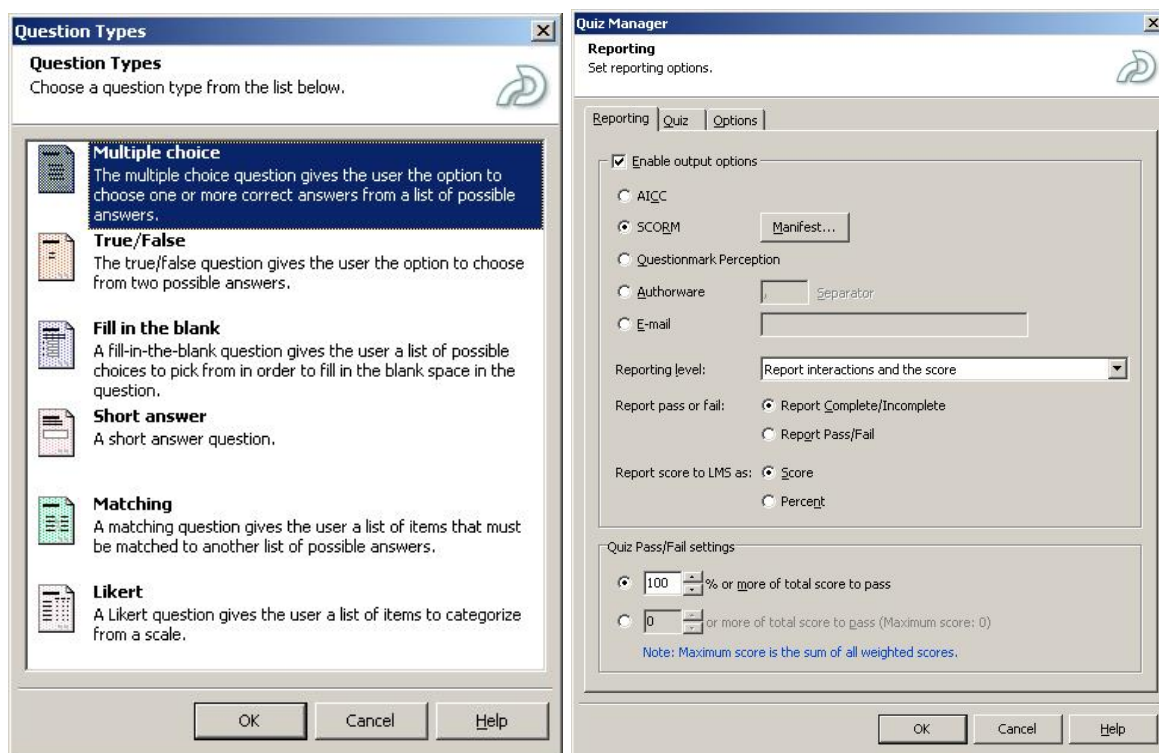 Question Types
Question Types
Choose a question type from the list below.
Multiple choice
The multiple choice question gives the user the option to
choose one or more correct answers from a list of possible
answers.
True/False
The true/false question gives the user the option to choose
from two possible answers.
Fill in the blank
A fill-in-the-blank question gives the user a list of possible
choices to pick from in order to fill in the blank space in the
question.
Short answer
A short answer question.
Matching
A matching question gives the user a list of items that must
be matched to another list of possible answers.
Likert
A Likert question gives the user a list of items to categorize
from a scale.
OK Cancel Help
Quiz Manager
Reporting
Set reporting options.
Reporting Quiz Options
Enable output options
AICC
SCORM Manifest...
Questionmark Perception
Authorware , Separator
E-mail
Reporting level: Report interactions and the score
Report pass or fail: Report Complete/Incomplete
Report Pass/Fail
Report score to LMS as: Score
Percent
Quiz Pass/Fail settings
100 % or more of total score to pass
0 or more of total score to pass (Maximum score: 0)
Note: Maximum score is the sum of all weighted scores.
OK Cancel Help